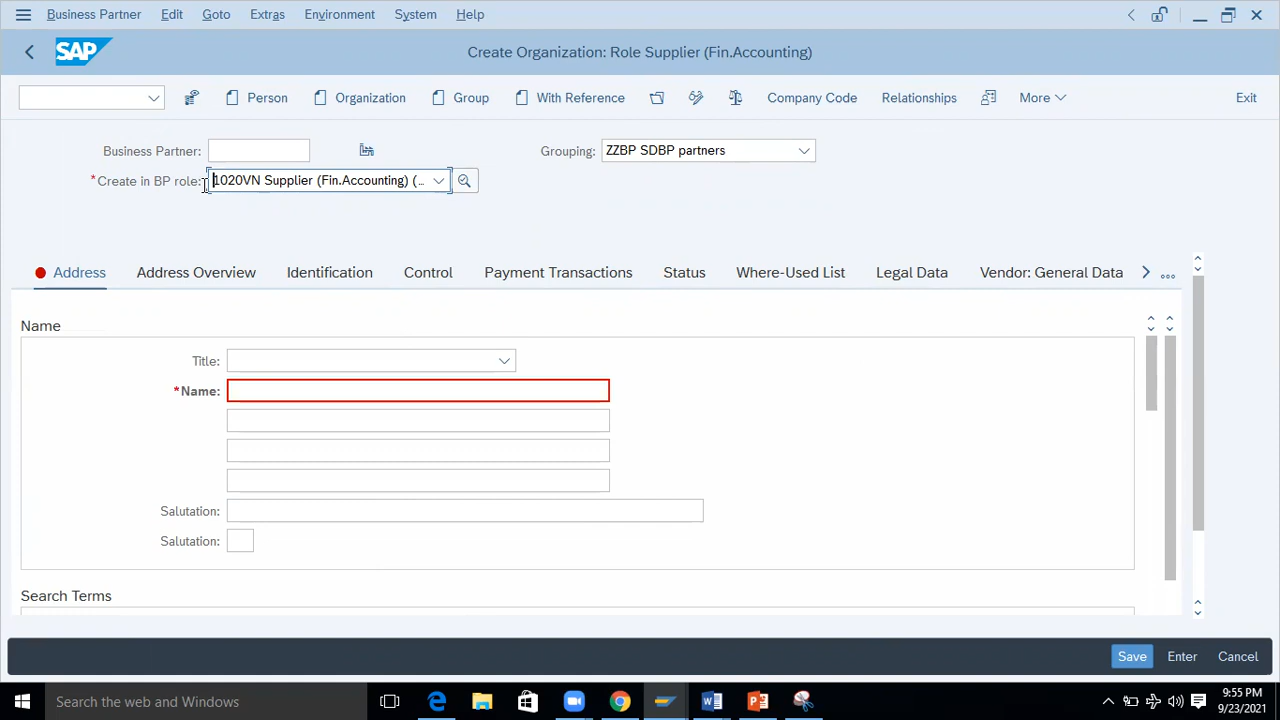 Business Partner Edit Goto Extras Environment System Help
SAP Create Organization: Role Supplier (Fin.Accounting)
Person Organization Group With Reference Company Code Relationships More Exit
Business Partner: Grouping: ZZBP SDBP partners
*Create in BP role: 1020VN Supplier (Fin.Accounting) (...
Address Address Overview Identification Control Payment Transactions Status Where-Used List Legal Data Vendor: General Data
Name
Title:
*Name:
Salutation:
Salutation:
Search Terms
Save Enter Cancel
Search the web and Windows
9:55 PM
9/23/2021